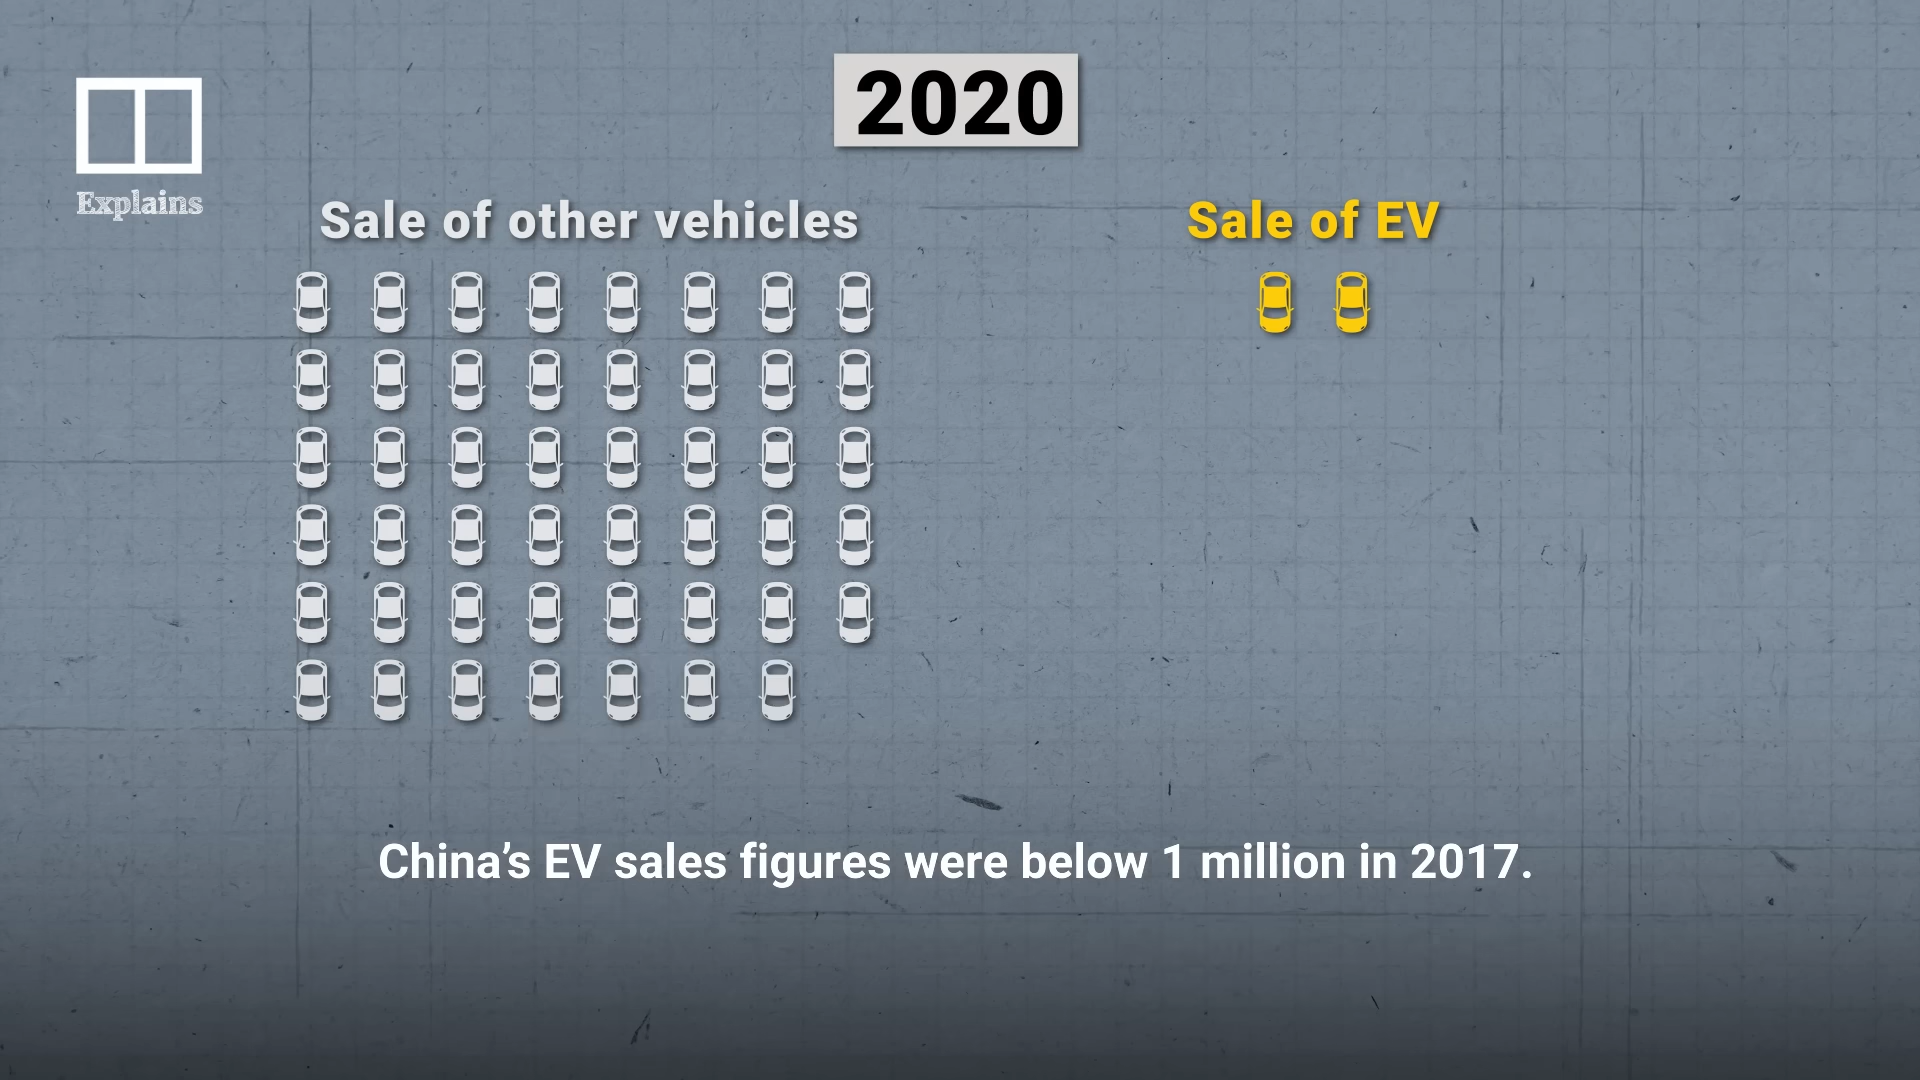 2020
Explains
Sale of other vehicles
Sale of EV
China’s EV sales figures were below 1 million in 2017.